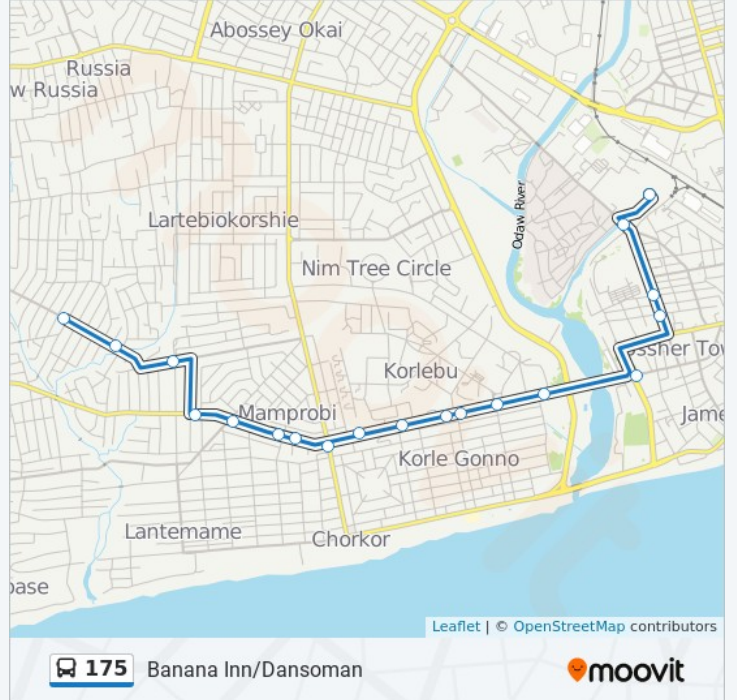 Abossey Okai
Russia
w Russia
Odaw River
Lartebiokorshie
Nim Tree Circle
ssner Tow
Korlebu
Mamprobi
Jame
Korle Gonno
Lantemame
Chorkor
base
Leaflet | © OpenStreetMap contributors
175 Banana Inn/Dansoman
moovit